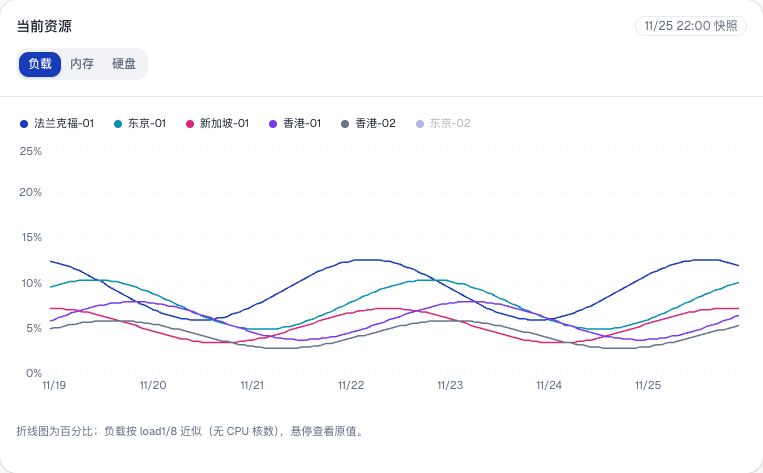 当前资源
11/25 22:00 快照
负载 内存 硬盘
法兰克福-01 东京-01 新加坡-01 香港-01 香港-02 东京-02
25%
20%
15%
10%
5%
0%
11/19 11/20 11/21 11/22 11/23 11/24 11/25
折线图为百分比；负载按 load1/8 近似（无 CPU 核数），悬停查看原值。